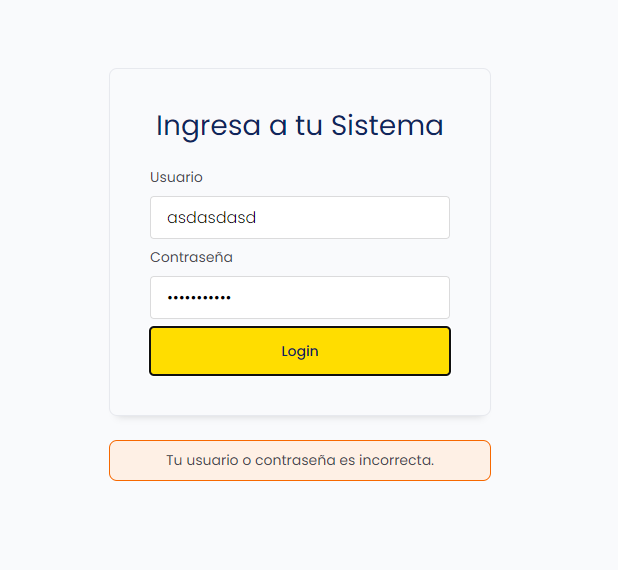 Ingresa a tu Sistema
Usuario
asdasdasd
Contraseña
•••••••••••
Login
Tu usuario o contraseña es incorrecta.